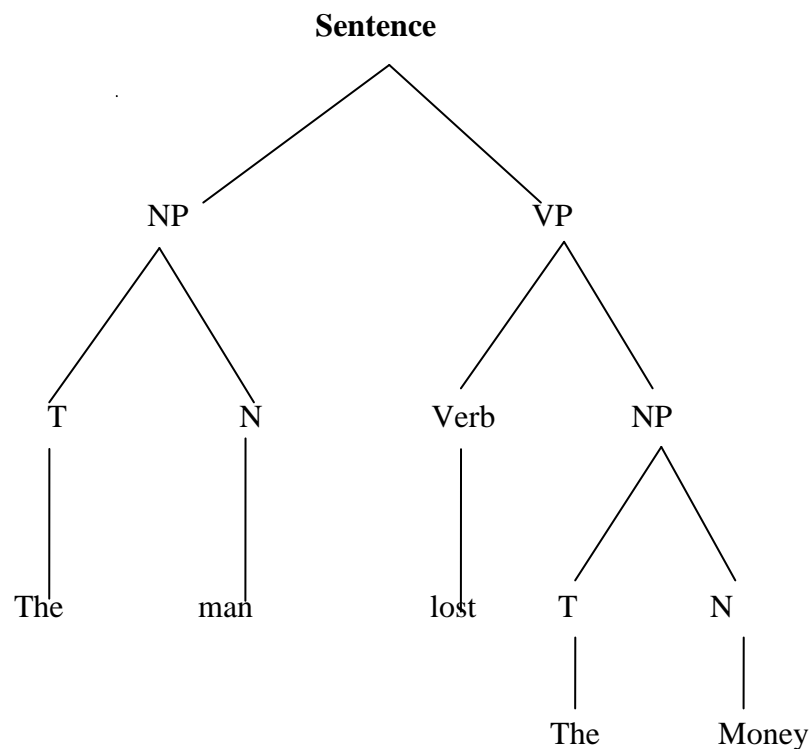 Sentence
NP VP
T N Verb NP
The man lost T N
The Money